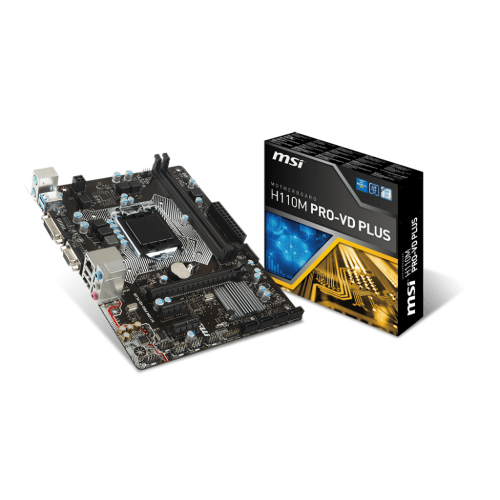 msi
MOTHERBOARD
H110M PRO-VD PLUS
H110M
PRO-VD PLUS
msi